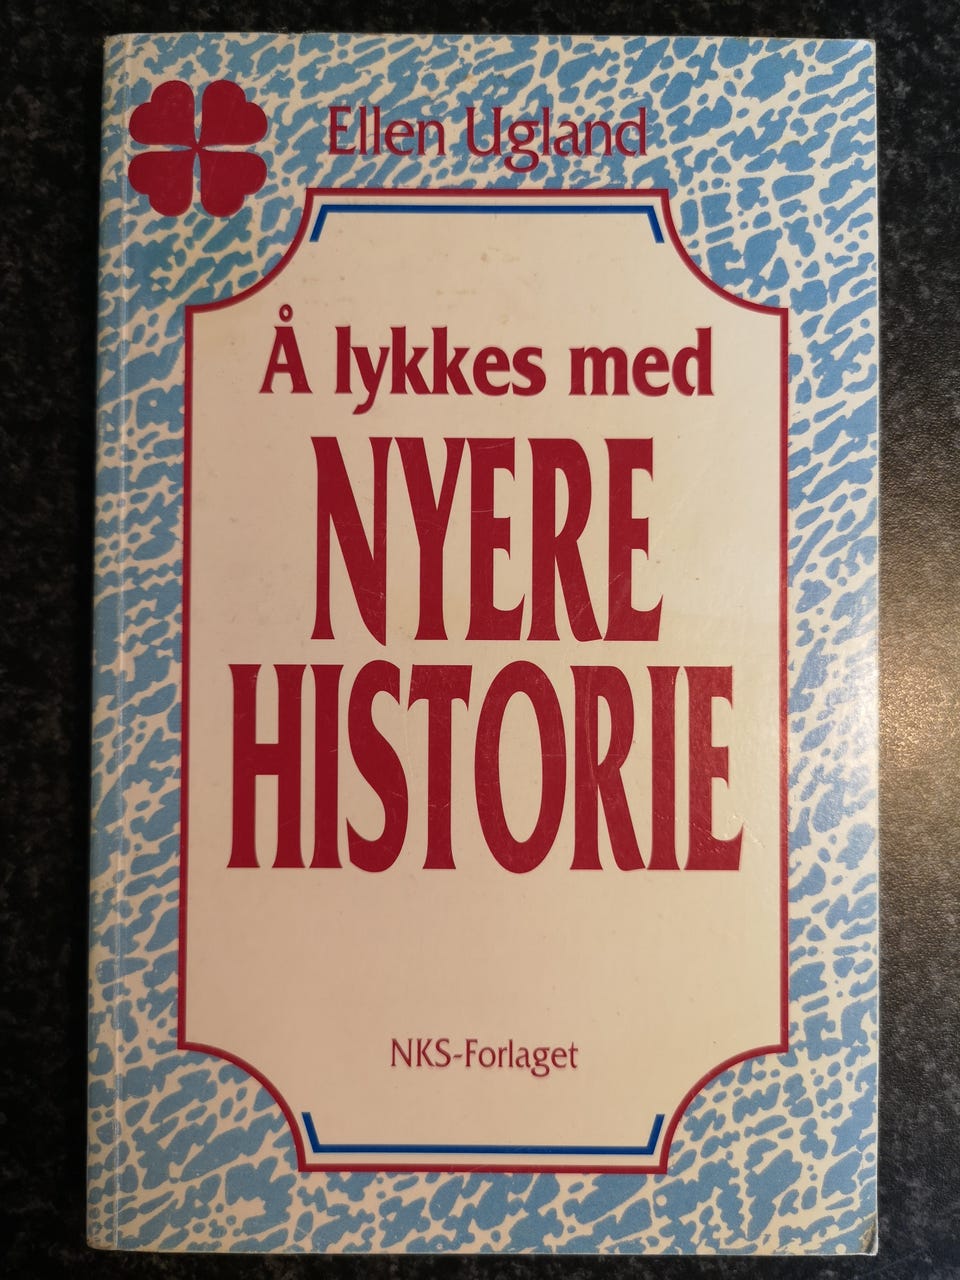 Ellen Ugland
Å lykkes med
NYERE
HISTORIE
NKS-Forlaget